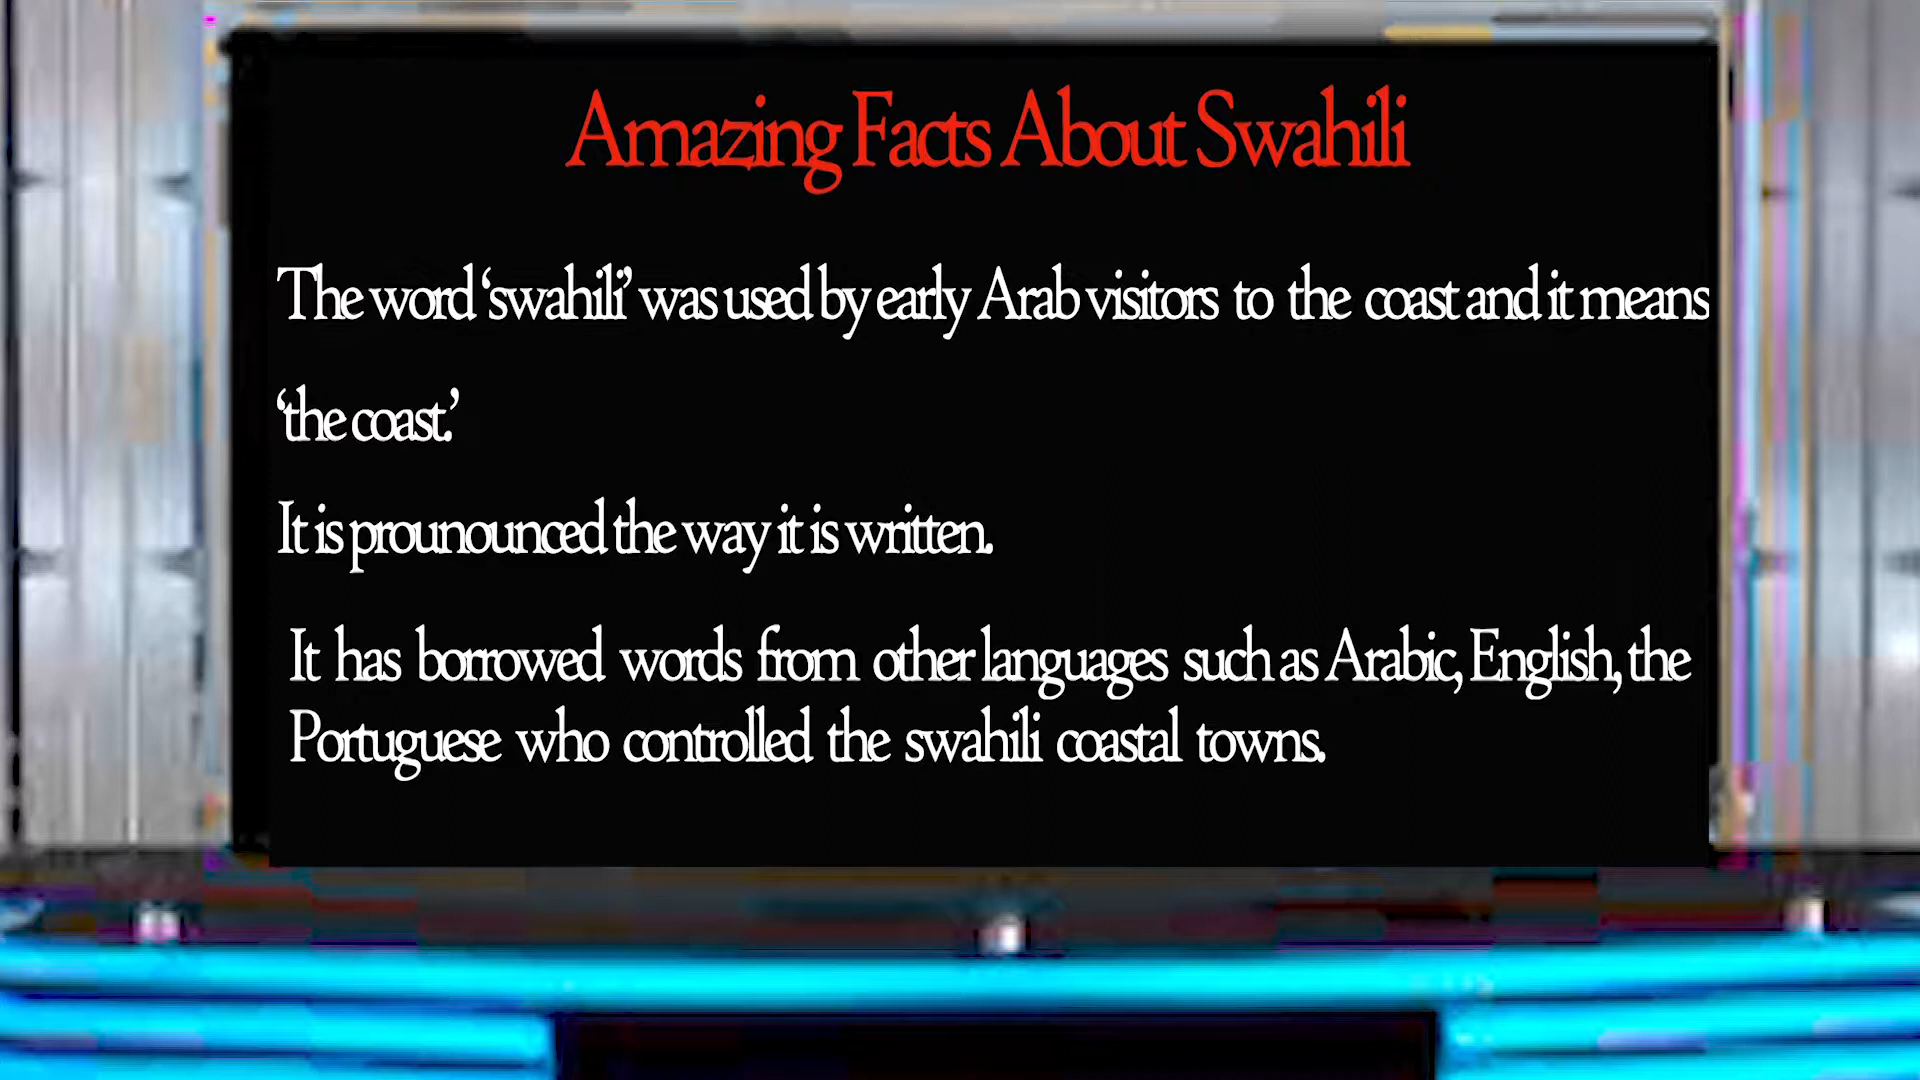 Amazing Facts About Swahili
The word ‘swahili’ was used by early Arab visitors to the coast and it means
‘the coast.’
It is prounounced the way it is written.
It has borrowed words from other languages such as Arabic, English, the
Portuguese who controlled the swahili coastal towns.